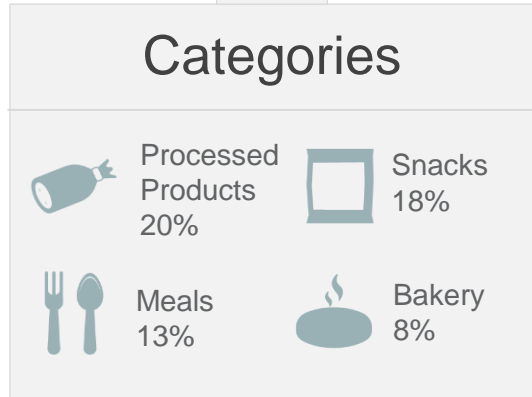 Categories
Processed
Products
20%
Snacks
18%
Meals
13%
Bakery
8%